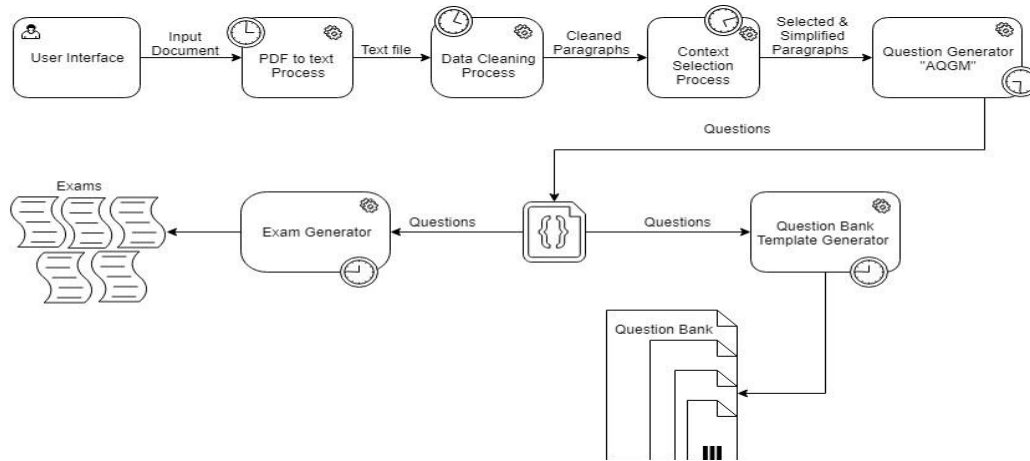 User Interface
Input
Document
PDF to text
Process
Text file
Data Cleaning
Process
Cleaned
Paragraphs
Context
Selection
Process
Selected &
Simplified
Paragraphs
Question Generator
"AQGM"
Questions
Exams
Exam Generator
Questions
{}
Questions
Question Bank
Template Generator
Question Bank